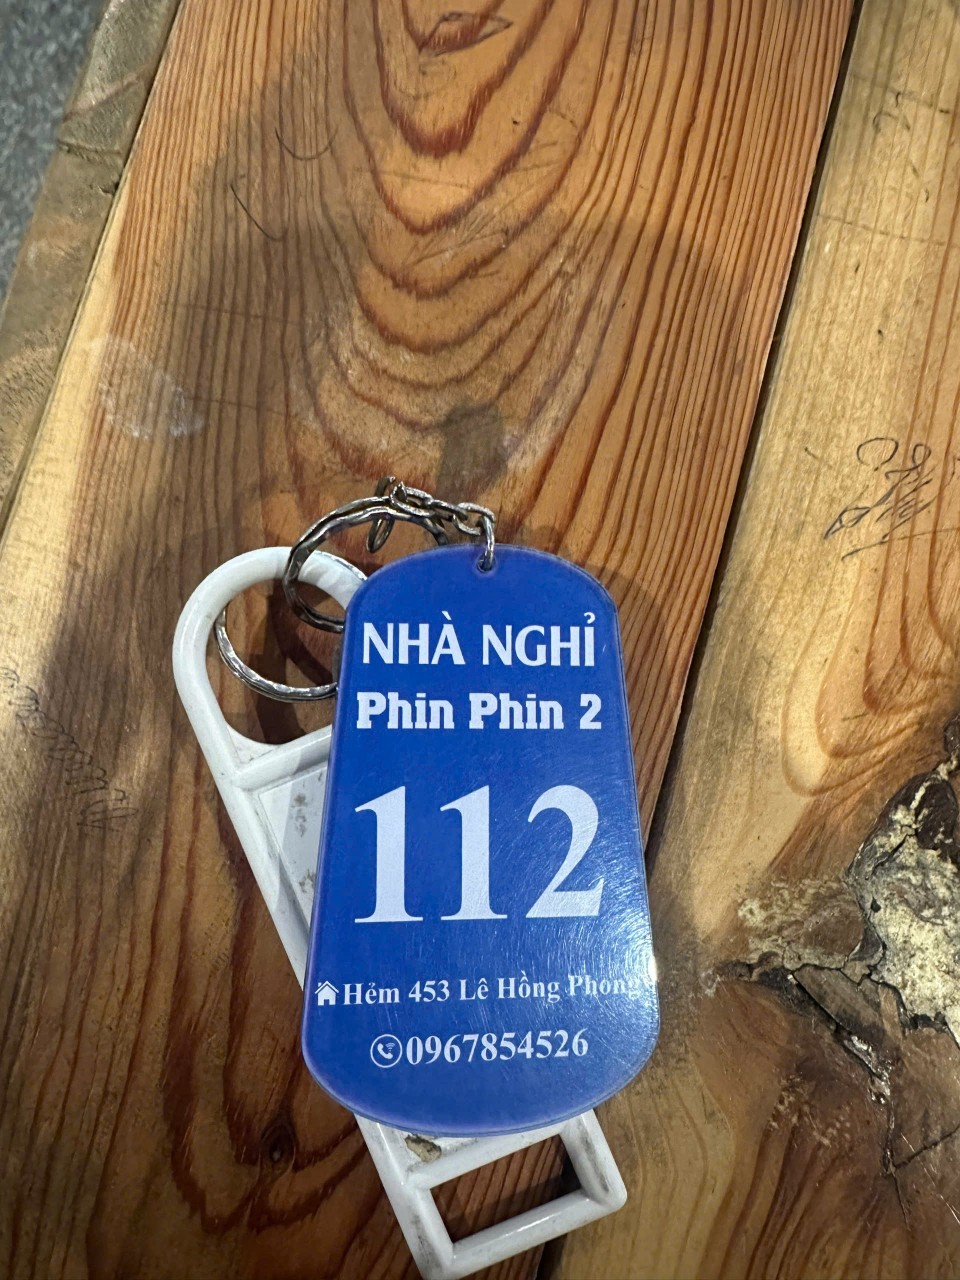 NHÀ NGHỈ
Phin Phin 2
112
Hẻm 453 Lê Hồng Phong
0967854526